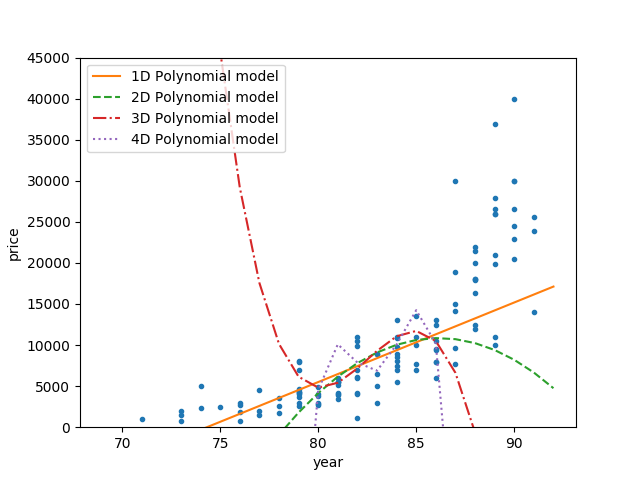 45000
40000
35000
30000
25000
20000
15000
10000
5000
0
price
1D Polynomial model
2D Polynomial model
3D Polynomial model
4D Polynomial model
70 75 80 85 90
year